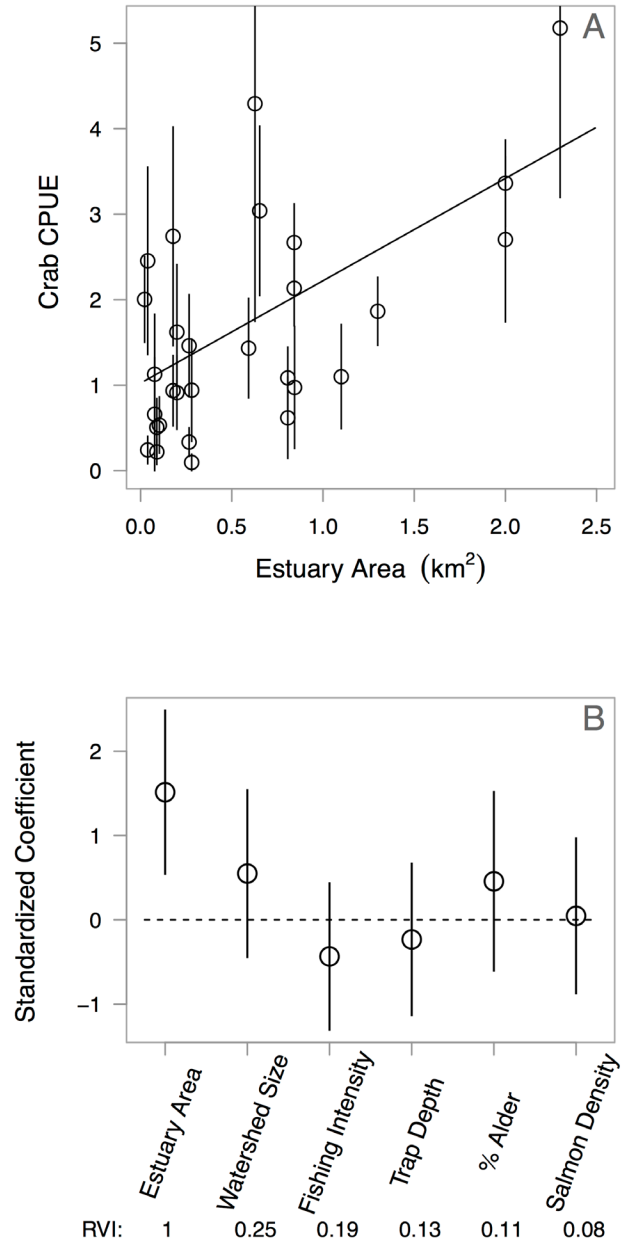 A
5
4
3
2
1
0
Crab CPUE
0.0 0.5 1.0 1.5 2.0 2.5
Estuary Area (km²)
B
2
1
0
−1
Standardized Coefficient
Estuary Area
Watershed Size
Fishing Intensity
Trap Depth
% Alder
Salmon Density
RVI: 1 0.25 0.19 0.13 0.11 0.08